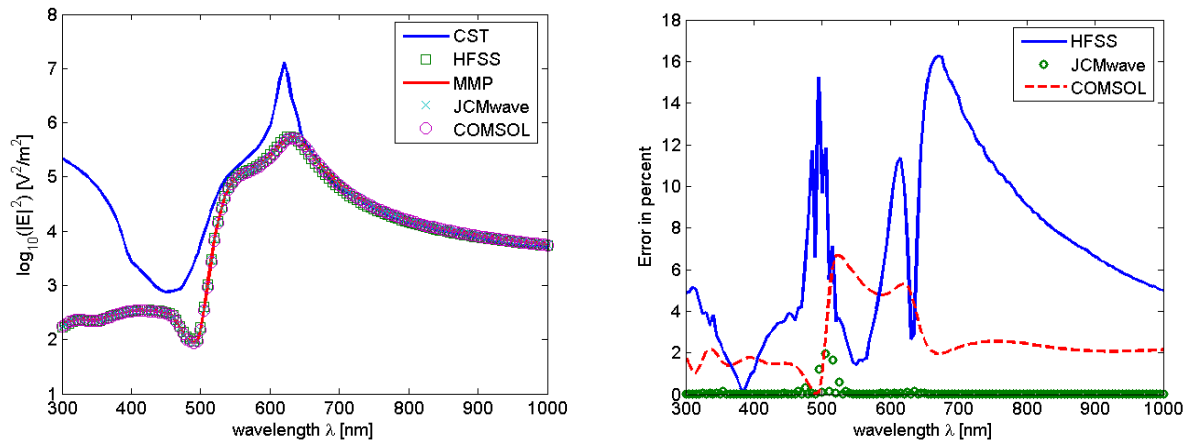 8
7
6
5
4
3
2
1
log10(|E|²) [V²/m²]
CST
HFSS
MMP
JCMwave
COMSOL
300 400 500 600 700 800 900 1000
wavelength λ [nm]
18
16
14
12
10
8
6
4
2
0
Error in percent
HFSS
JCMwave
COMSOL
300 400 500 600 700 800 900 1000
wavelength λ [nm]